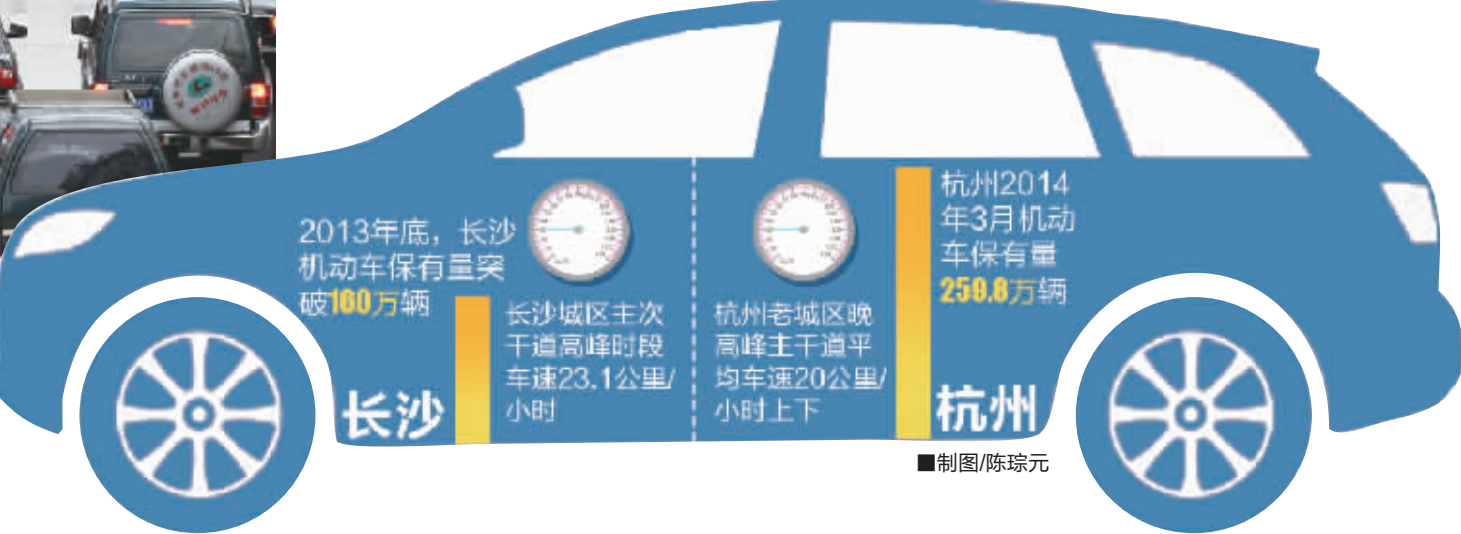 2013年底，长沙
机动车保有量突
破160万辆
长沙
长沙城区主次
干道高峰时段
车速23.1公里/
小时
杭州老城区晚
高峰主干道平
均车速20公里/
小时上下
杭州2014
年3月机动
车保有量
259.8万辆
杭州
■制图/陈琮元